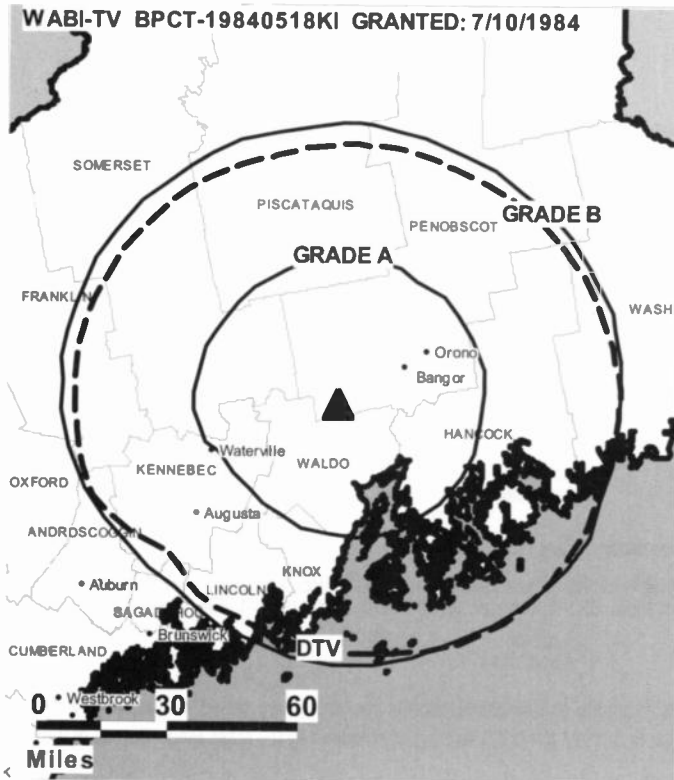 WABI-TV BPCT-19840518KI GRANTED: 7/10/1984
SOMERSET
PISCATAQUIS
GRADE B
PENOBSCOT
GRADE A
FRANKLIN
WASH
Orono
Bangor
HANCOCK
Waterville
WALDO
KENNEBEC
OXFORD
Augusta
ANDROSCOGGIN
KNOX
Auburn
LINCOLN
SAGADAHOC
Brunswick
DTV
CUMBERLAND
Westbrook
0 30 60
Miles